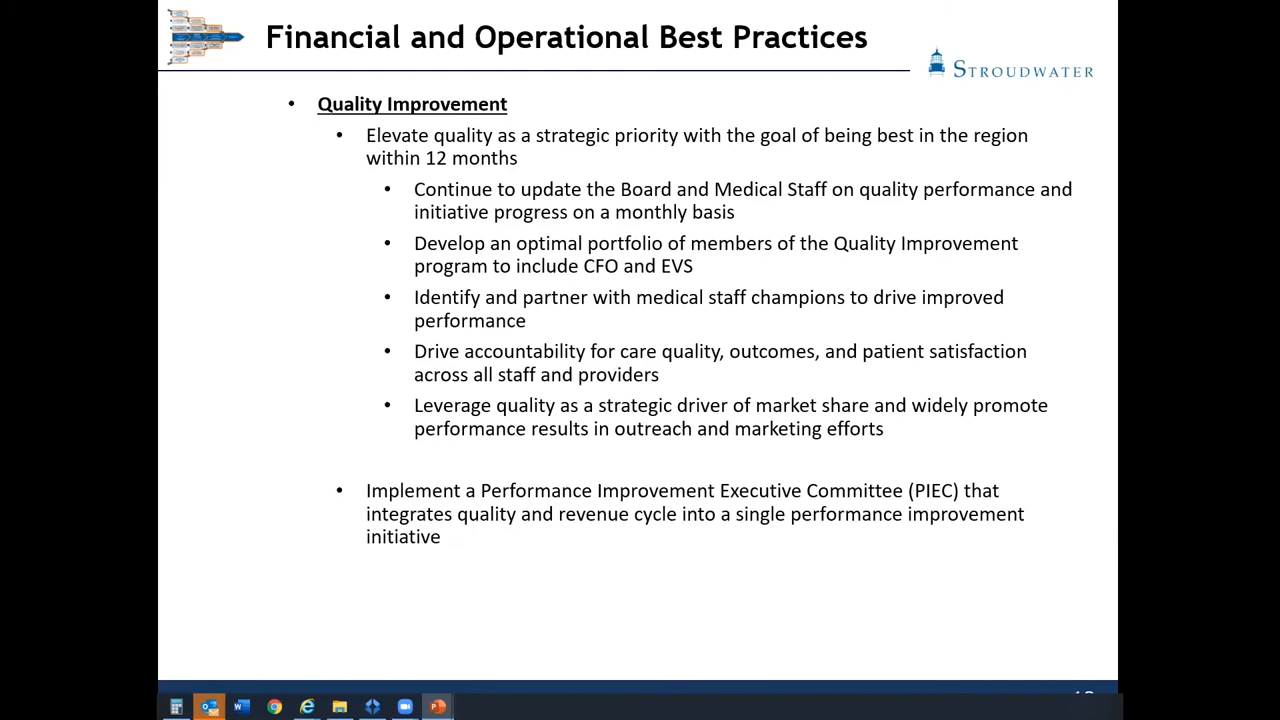 Financial and Operational Best Practices
STROUDWATER
• Quality Improvement
• Elevate quality as a strategic priority with the goal of being best in the region
within 12 months
• Continue to update the Board and Medical Staff on quality performance and
initiative progress on a monthly basis
• Develop an optimal portfolio of members of the Quality Improvement
program to include CFO and EVS
• Identify and partner with medical staff champions to drive improved
performance
• Drive accountability for care quality, outcomes, and patient satisfaction
across all staff and providers
• Leverage quality as a strategic driver of market share and widely promote
performance results in outreach and marketing efforts
• Implement a Performance Improvement Executive Committee (PIEC) that
integrates quality and revenue cycle into a single performance improvement
initiative